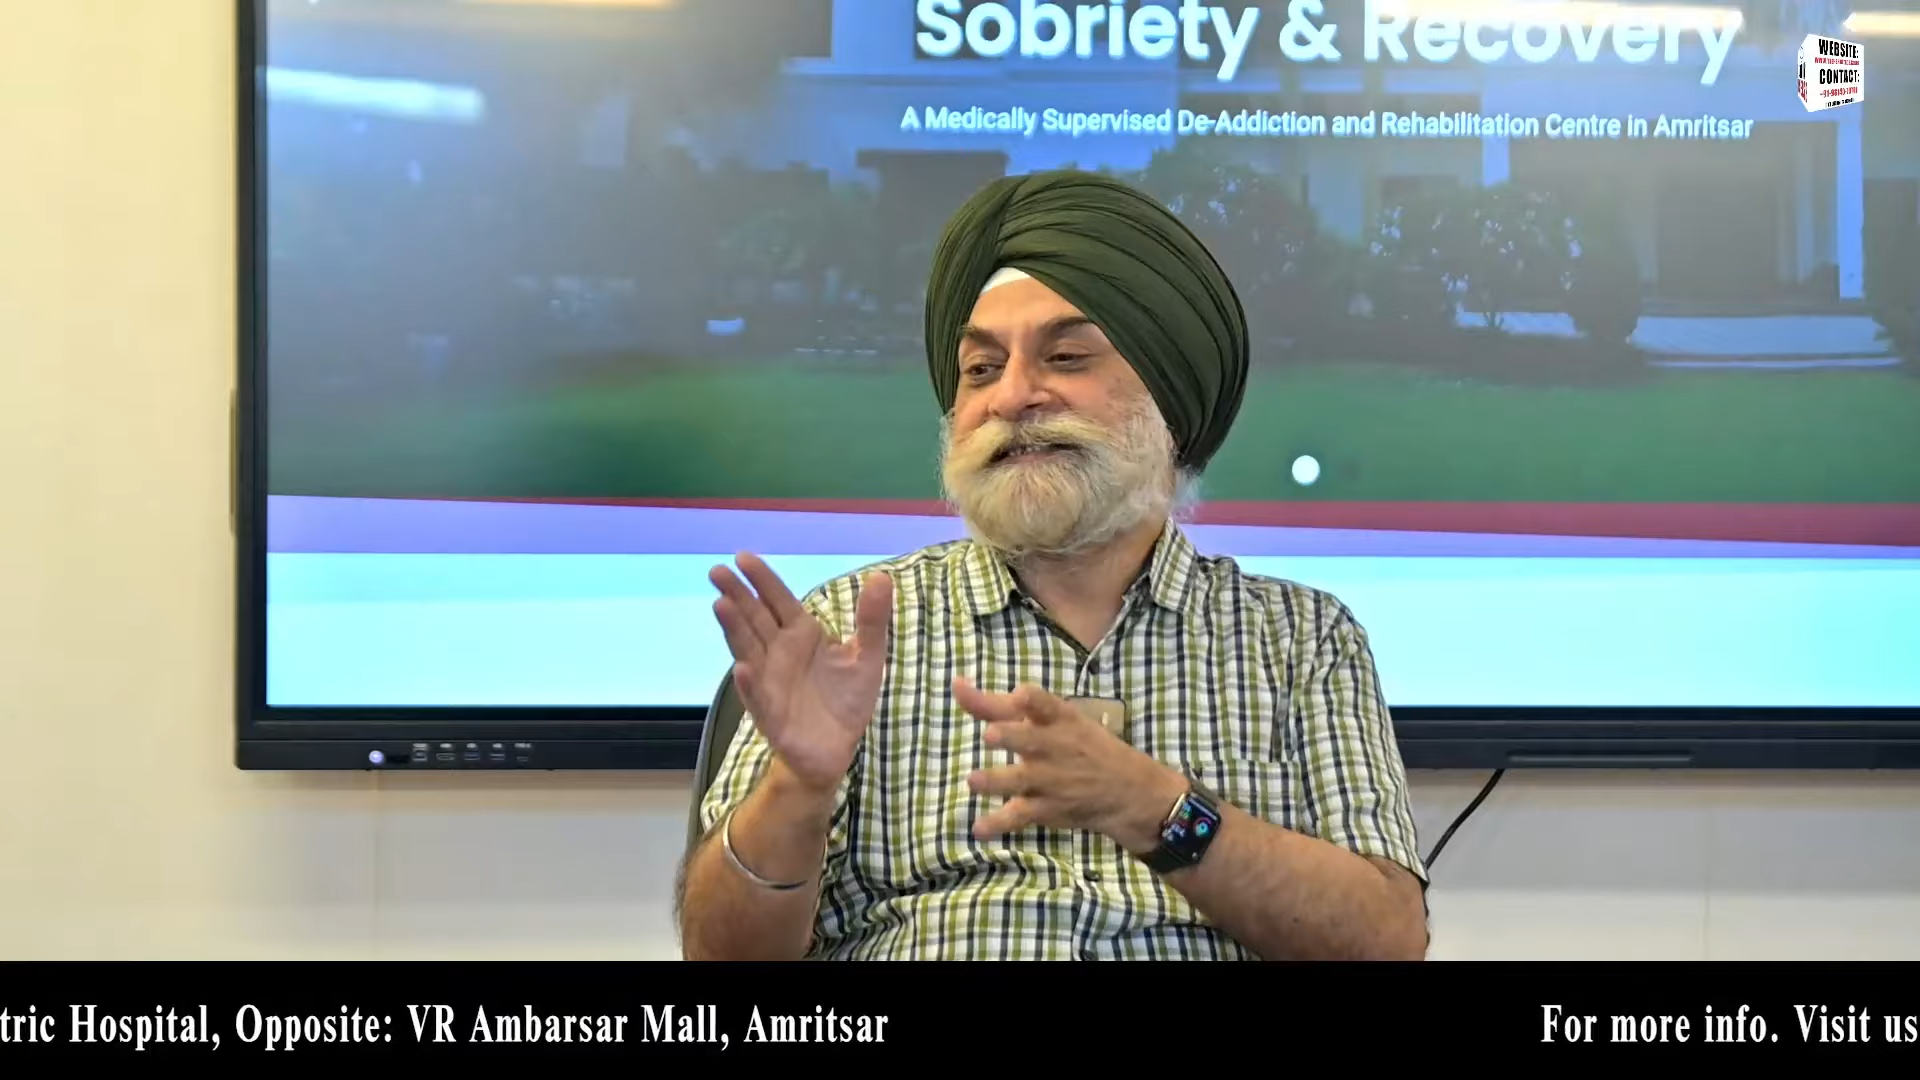 Sobriety & Recovery
A Medically Supervised De-Addiction and Rehabilitation Centre in Amritsar
WEBSITE:
CONTACT:
tric Hospital, Opposite: VR Ambarsar Mall, Amritsar
For more info. Visit us